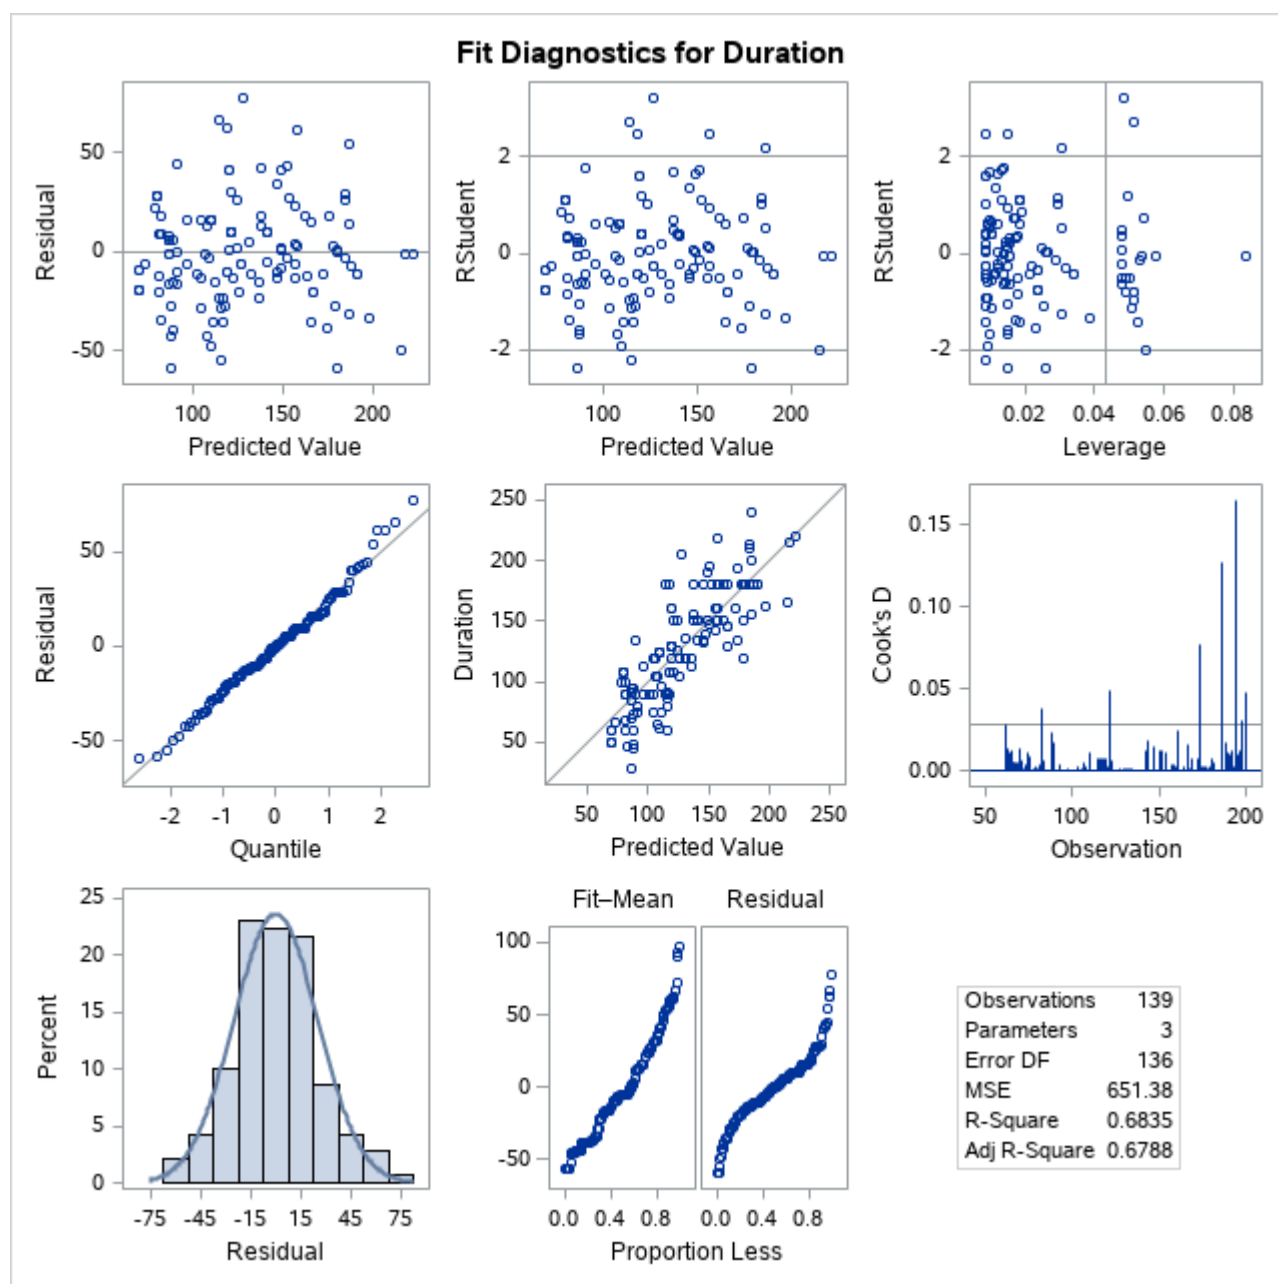 Fit Diagnostics for Duration
Residual
50
0
-50
100 150 200
Predicted Value
RStudent
2
0
-2
100 150 200
Predicted Value
RStudent
2
0
-2
0.02 0.04 0.06 0.08
Leverage
Residual
50
0
-50
-2 -1 0 1 2
Quantile
Duration
250
200
150
100
50
50 100 150 200 250
Predicted Value
Cook's D
0.15
0.10
0.05
0.00
50 100 150 200
Observation
Percent
25
20
15
10
5
0
-75 -45 -15 15 45 75
Residual
Fit–Mean Residual
100
50
0
-50
0.0 0.4 0.8 0.0 0.4 0.8
Proportion Less
Observations 139
Parameters 3
Error DF 136
MSE 651.38
R-Square 0.6835
Adj R-Square 0.6788